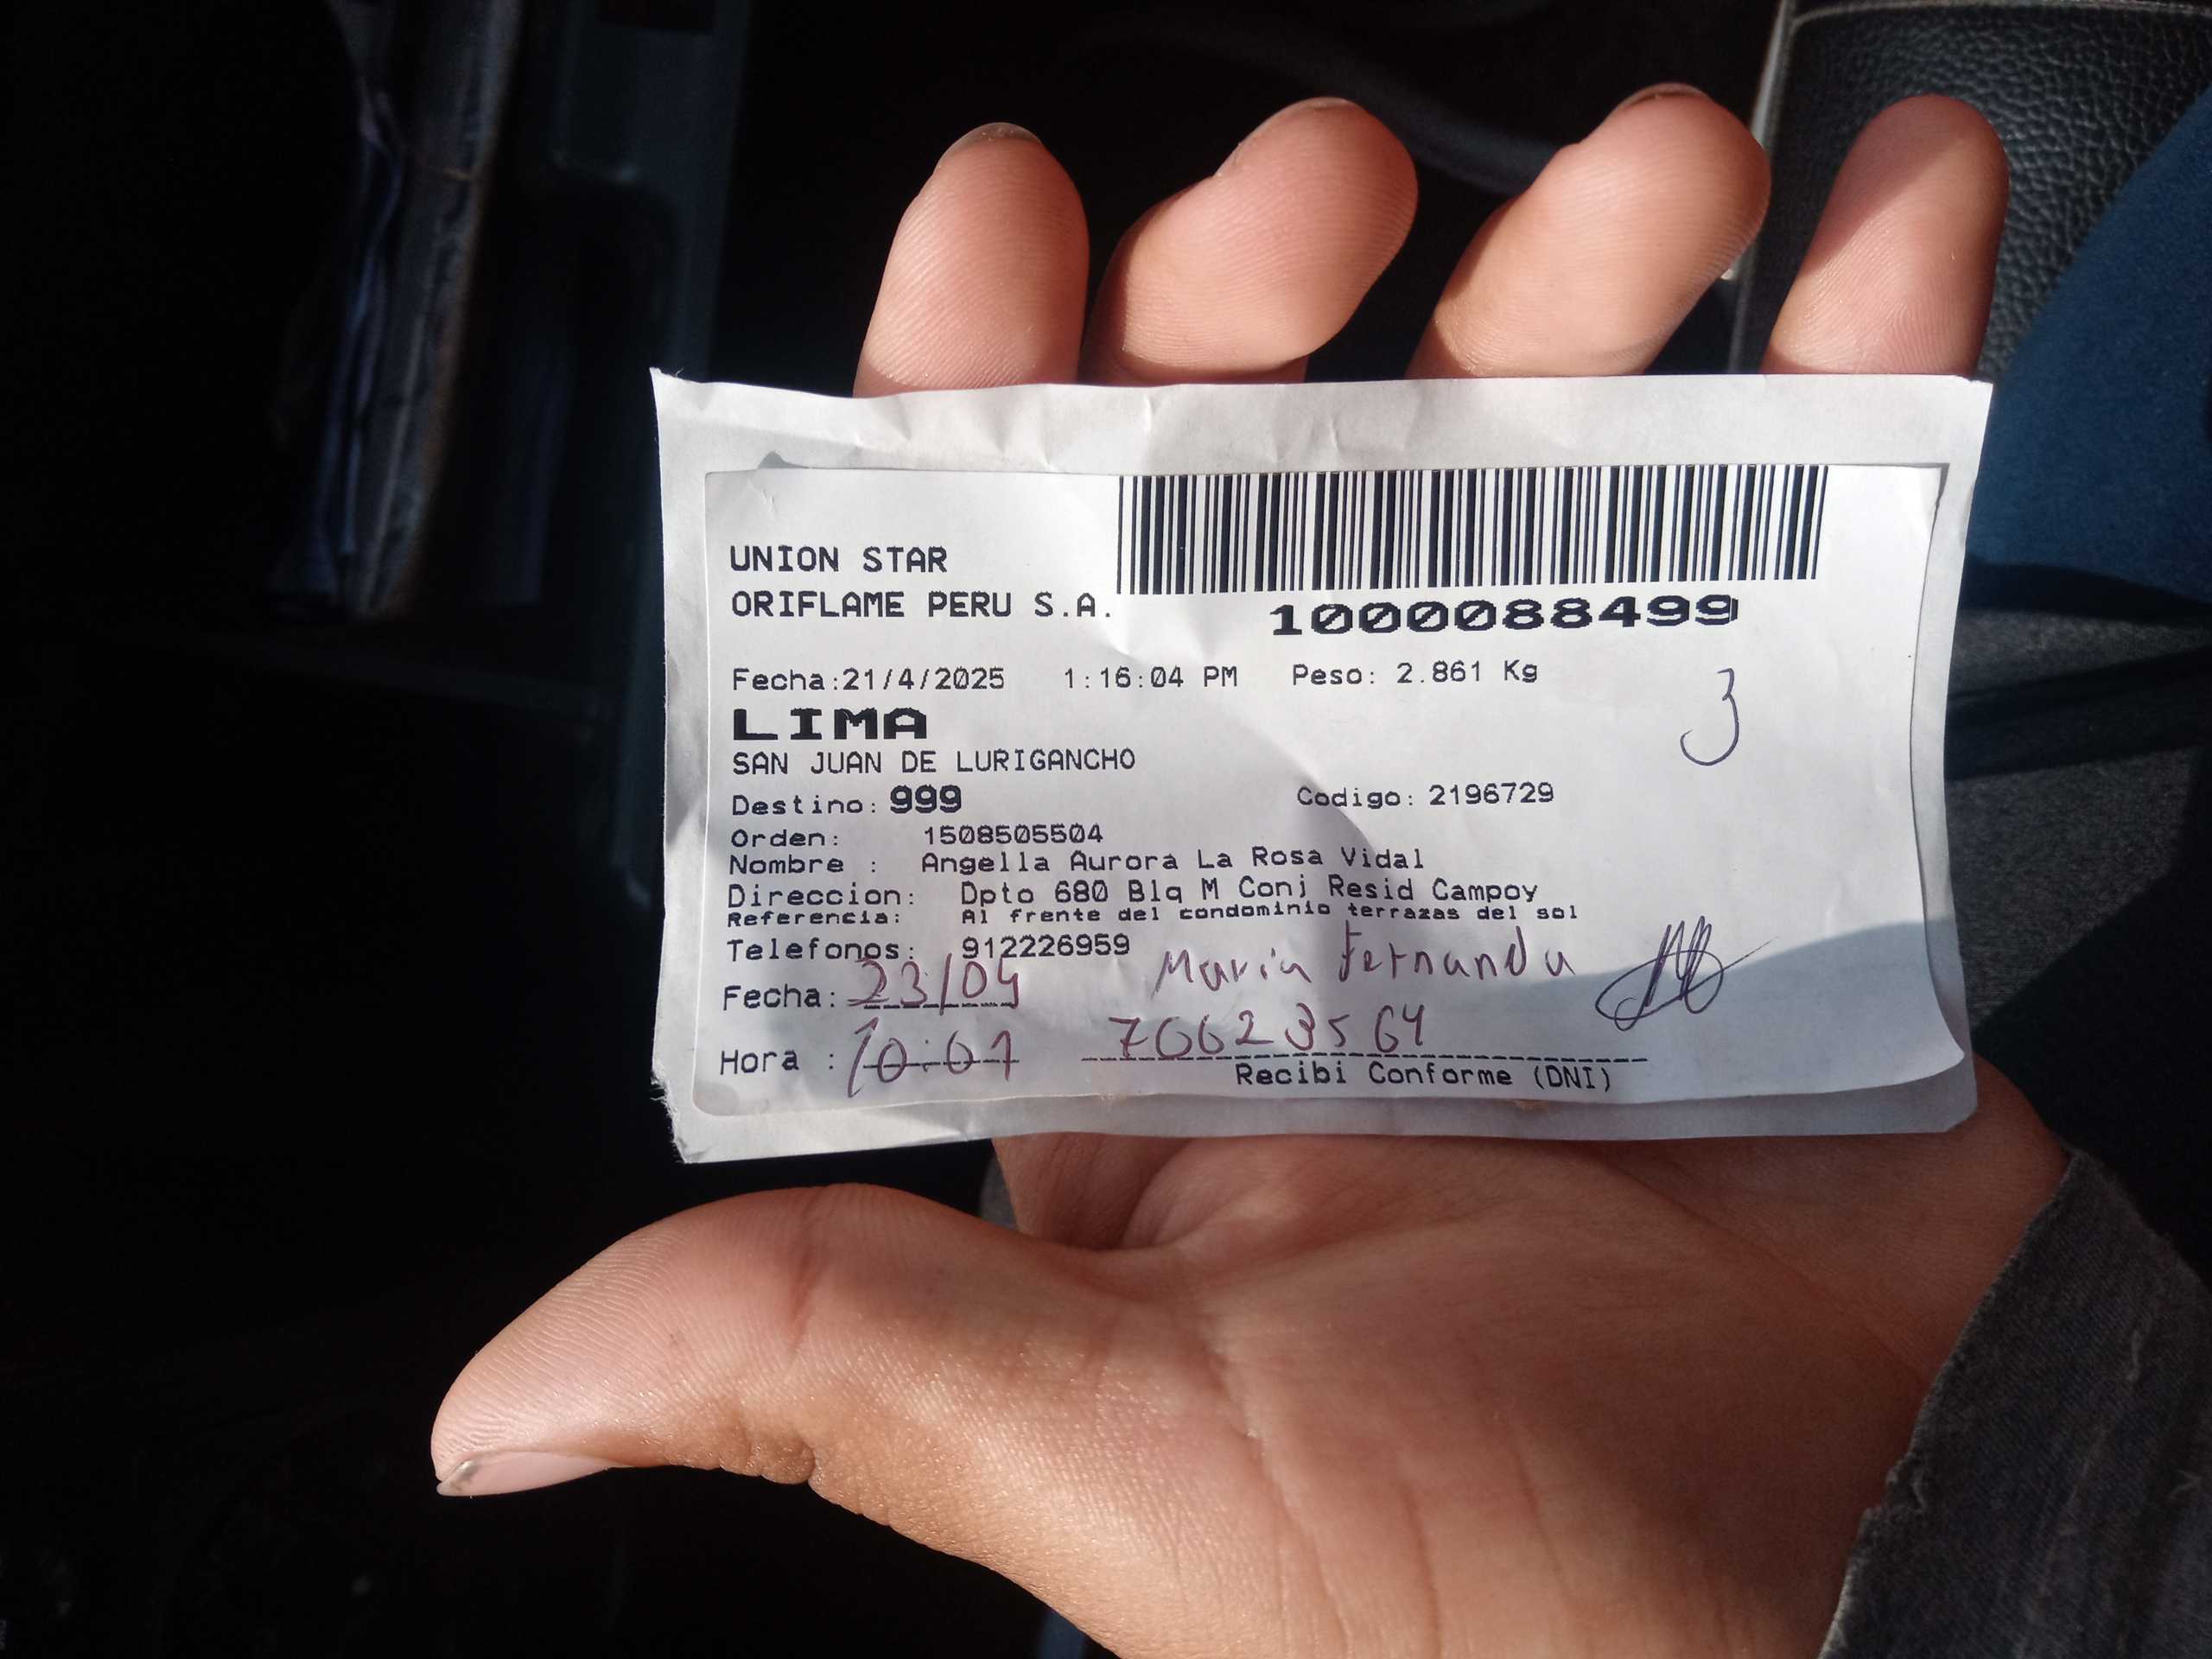 UNION STAR
ORIFLAME PERU S.A.
1000088499
Fecha:21/4/2025 1:16:04 PM Peso: 2.861 Kg
3
LIMA
SAN JUAN DE LURIGANCHO
Destino: 999 Codigo: 2196729
Orden: 1508505504
Nombre : Angella Aurora La Rosa Vidal
Direccion: Dpto 680 Blq M Conj Resid Campoy
Referencia: Al frente del condominio terrazas del sol
Telefonos: 912226959
Maria Fernanda
Fecha: 23/04
Hora : 10:01 76623564
Recibi Conforme (DNI)